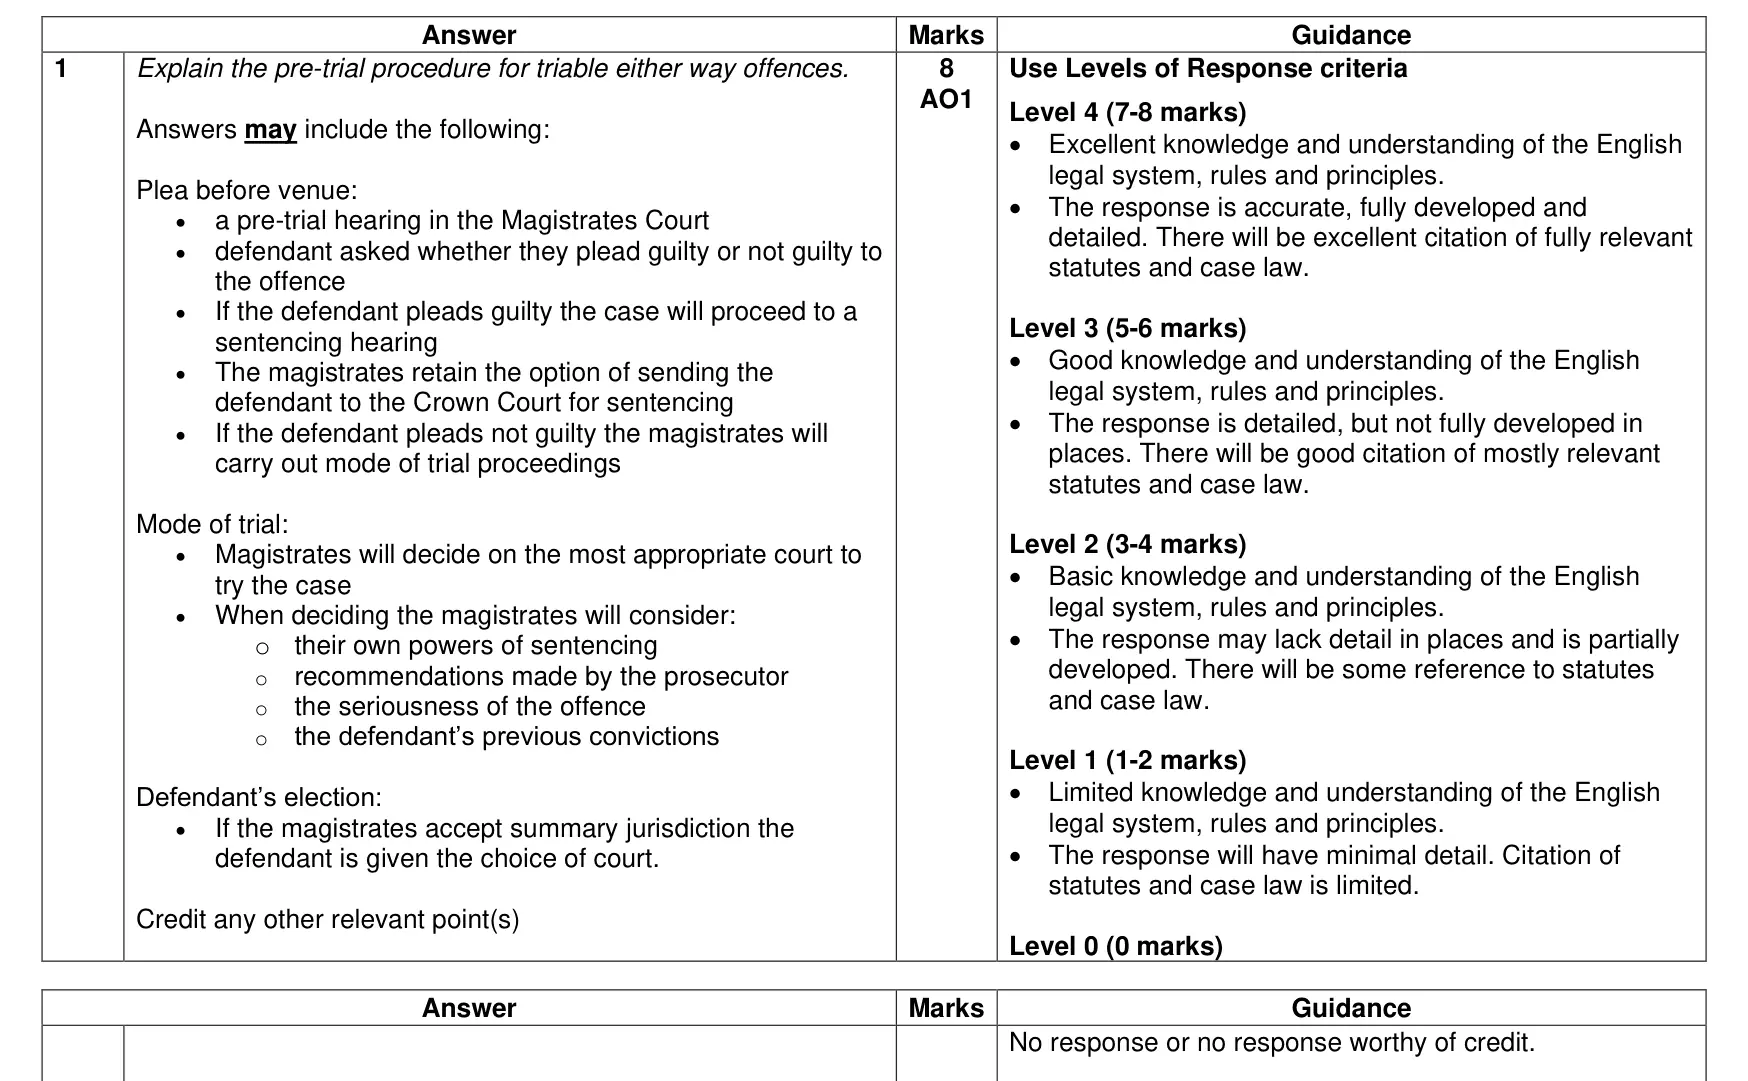 Answer Marks Guidance
1 Explain the pre-trial procedure for triable either way offences.
Answers may include the following:
Plea before venue:
• a pre-trial hearing in the Magistrates Court
• defendant asked whether they plead guilty or not guilty to
the offence
• If the defendant pleads guilty the case will proceed to a
sentencing hearing
• The magistrates retain the option of sending the
defendant to the Crown Court for sentencing
• If the defendant pleads not guilty the magistrates will
carry out mode of trial proceedings
Mode of trial:
• Magistrates will decide on the most appropriate court to
try the case
• When deciding the magistrates will consider:
o their own powers of sentencing
o recommendations made by the prosecutor
o the seriousness of the offence
o the defendant’s previous convictions
Defendant’s election:
• If the magistrates accept summary jurisdiction the
defendant is given the choice of court.
Credit any other relevant point(s)
8
AO1
Use Levels of Response criteria
Level 4 (7-8 marks)
• Excellent knowledge and understanding of the English
legal system, rules and principles.
• The response is accurate, fully developed and
detailed. There will be excellent citation of fully relevant
statutes and case law.
Level 3 (5-6 marks)
• Good knowledge and understanding of the English
legal system, rules and principles.
• The response is detailed, but not fully developed in
places. There will be good citation of mostly relevant
statutes and case law.
Level 2 (3-4 marks)
• Basic knowledge and understanding of the English
legal system, rules and principles.
• The response may lack detail in places and is partially
developed. There will be some reference to statutes
and case law.
Level 1 (1-2 marks)
• Limited knowledge and understanding of the English
legal system, rules and principles.
• The response will have minimal detail. Citation of
statutes and case law is limited.
Level 0 (0 marks)
Answer Marks Guidance
No response or no response worthy of credit.